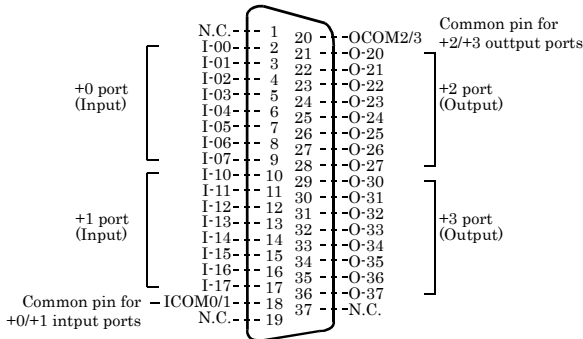 N.C. 1
I-00 2
I-01 3
I-02 4
I-03 5
I-04 6
I-05 7
I-06 8
I-07 9
I-10 10
I-11 11
I-12 12
I-13 13
I-14 14
I-15 15
I-16 16
I-17 17
ICOM0/1 18
N.C. 19
+0 port
(Input)
+1 port
(Input)
Common pin for
+0/+1 intput ports
20 OCOM2/3
21 O-20
22 O-21
23 O-22
24 O-23
25 O-24
26 O-25
27 O-26
28 O-27
29 O-30
30 O-31
31 O-32
32 O-33
33 O-34
34 O-35
35 O-36
36 O-37
37 N.C.
Common pin for
+2/+3 outtput ports
+2 port
(Output)
+3 port
(Output)